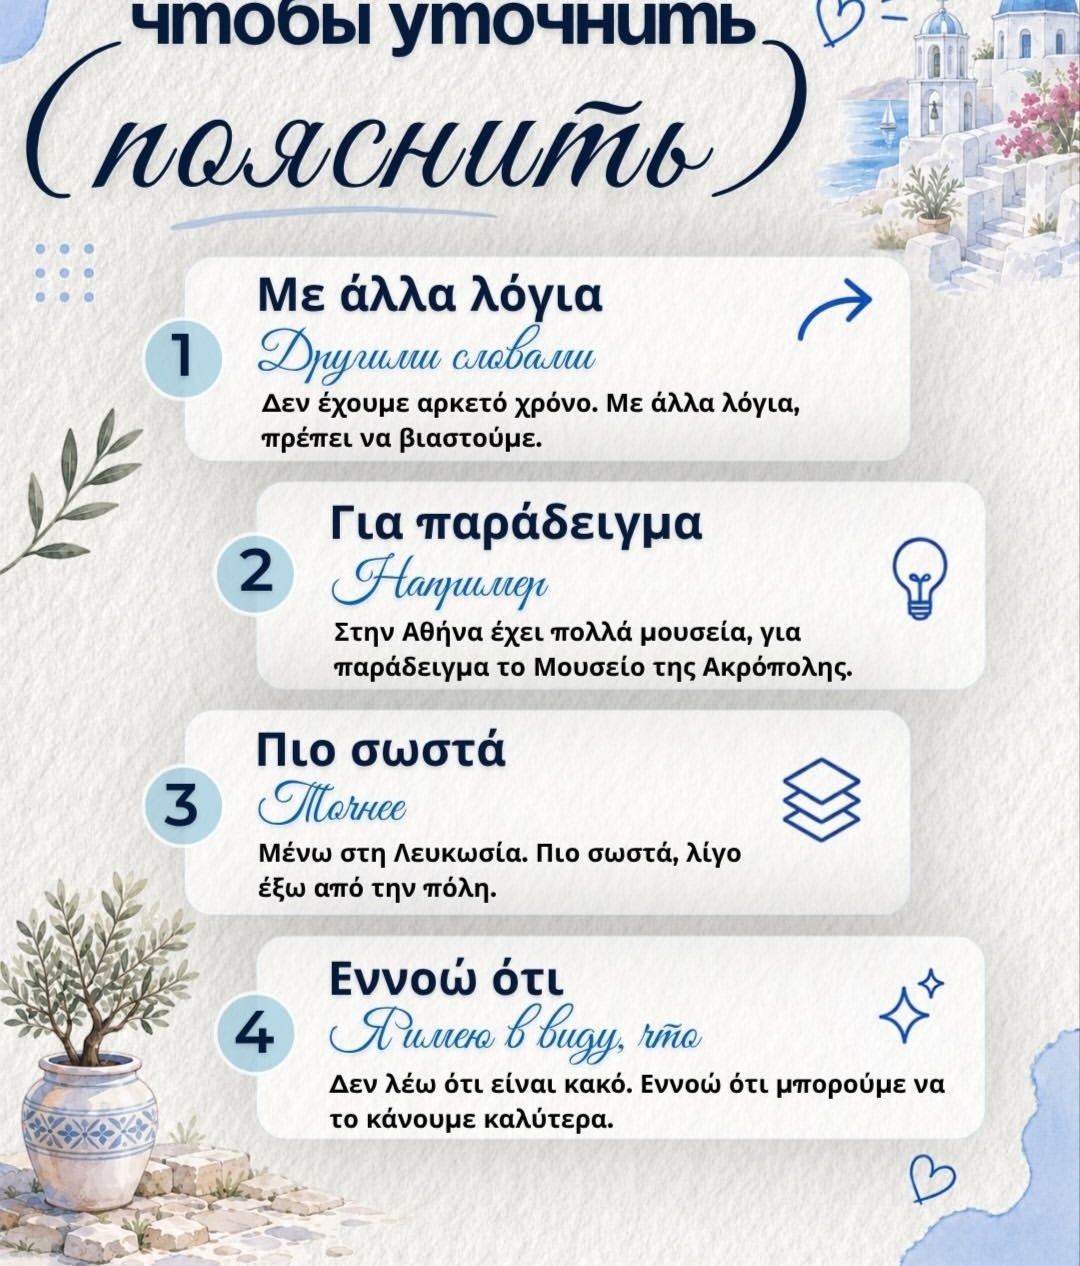 чтобы уточнить
(пояснить)
Με άλλα λόγια
1
Другими словами
Δεν έχουμε αρκετό χρόνο. Με άλλα λόγια,
πρέπει να βιαστούμε.
Για παράδειγμα
2
Например
Στην Αθήνα έχει πολλά μουσεία, για
παράδειγμα το Μουσείο της Ακρόπολης.
Πιο σωστά
3
Точнее
Μένω στη Λευκωσία. Πιο σωστά, λίγο
έξω από την πόλη.
Εννοώ ότι
4
Я имею в виду, что
Δεν λέω ότι είναι κακό. Εννοώ ότι μπορούμε να
το κάνουμε καλύτερα.